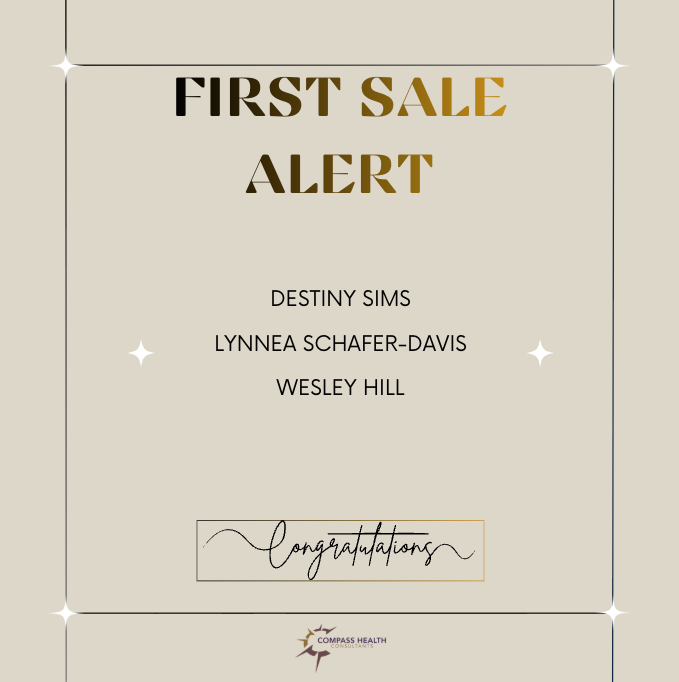 FIRST SALE
ALERT
DESTINY SIMS
LYNNEA SCHAFER-DAVIS
WESLEY HILL
Congratulations
COMPASS HEALTH
CONSULTANTS